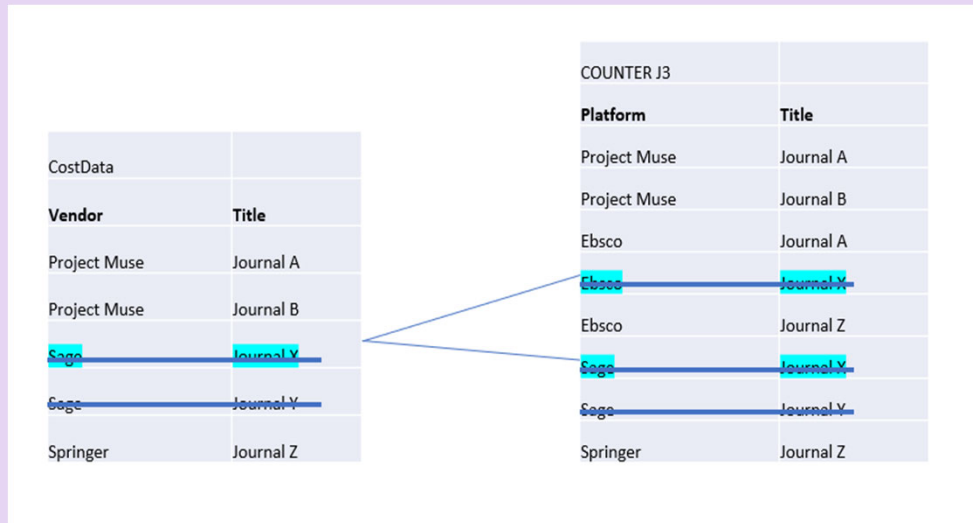 CostData
Vendor Title
Project Muse Journal A
Project Muse Journal B
Sage Journal X
Sage Journal Y
Springer Journal Z
COUNTER J3
Platform Title
Project Muse Journal A
Project Muse Journal B
Ebsco Journal A
Ebsco Journal X
Ebsco Journal Z
Sage Journal X
Sage Journal Y
Springer Journal Z